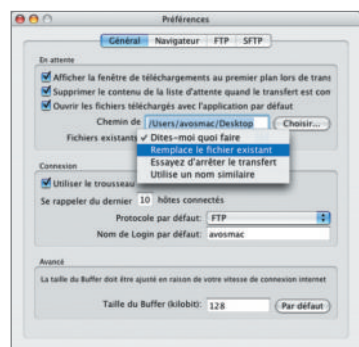 Préférences
Général Navigateur FTP SFTP
En attente
Afficher la fenêtre de téléchargements au premier plan lors de trans
Supprimer le contenu de la liste d'attente quand le transfert est con
Ouvrir les fichiers téléchargés avec l'application par défaut
Chemin de /Users/avosmac/Desktop Choisir...
Fichiers existants ✓ Dites-moi quoi faire
Remplace le fichier existant
Essayez d'arrêter le transfert
Utilise un nom similaire
Connexion
Utiliser le trousseau
Se rappeler du dernier 10 hôtes connectés
Protocole par défaut: FTP
Nom de Login par défaut: avosmac
Avancé
La taille du Buffer doit être ajusté en raison de votre vitesse de connexion internet
Taille du Buffer (kilobit): 128 Par défaut